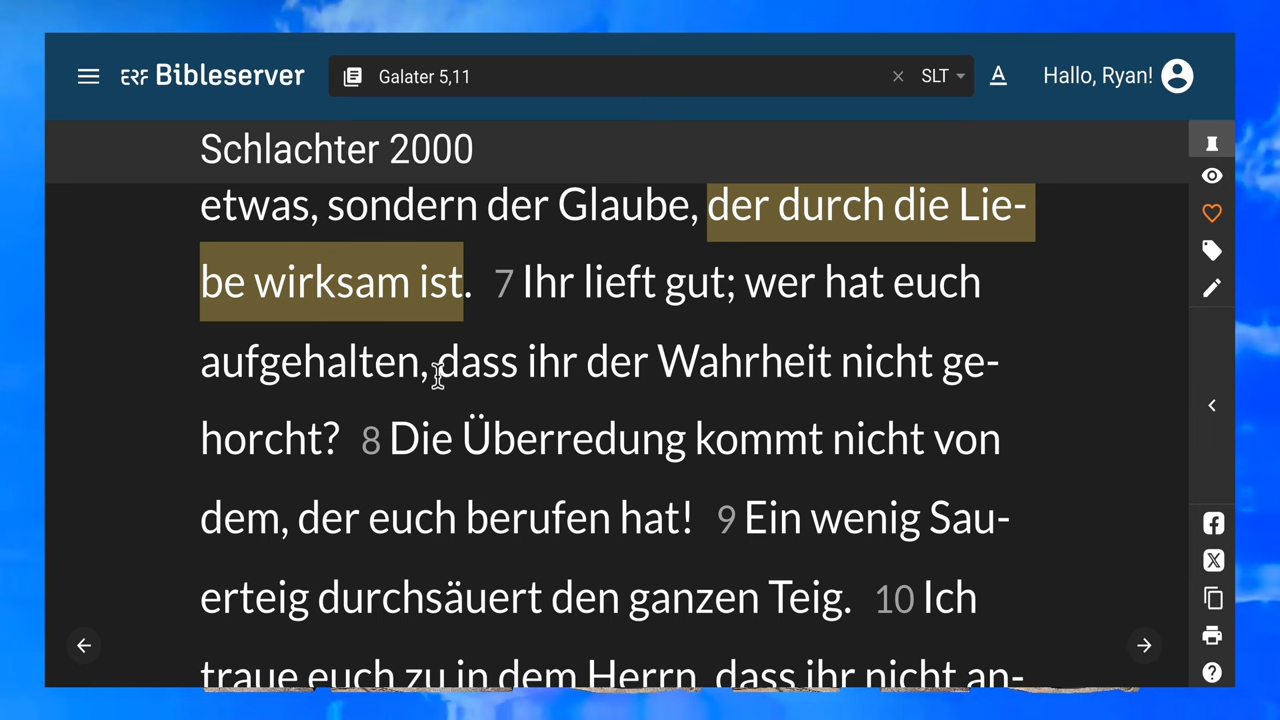 ERF Bibleserver
Galater 5,11
SLT
A
Hallo, Ryan!
Schlachter 2000
etwas, sondern der Glaube, der durch die Lie-
be wirksam ist. 7 Ihr lieft gut; wer hat euch
aufgehalten, dass ihr der Wahrheit nicht ge-
horcht? 8 Die Überredung kommt nicht von
dem, der euch berufen hat! 9 Ein wenig Sau-
erteig durchsäuert den ganzen Teig. 10 Ich
traue euch zu in dem Herrn, dass ihr nicht an-